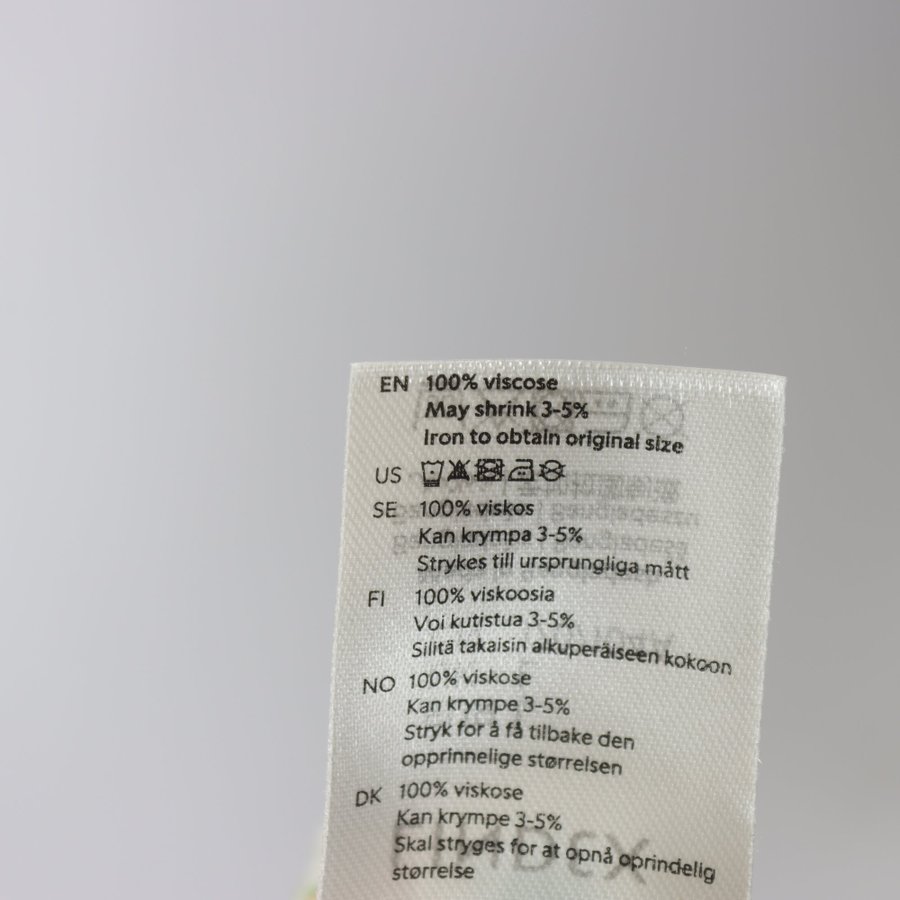 EN 100% viscose
May shrink 3-5%
Iron to obtain original size
US
SE 100% viskos
Kan krympa 3-5%
Strykes till ursprungliga mått
FI 100% viskoosia
Voi kutistua 3-5%
Silitä takaisin alkuperäiseen kokoon
NO 100% viskose
Kan krympe 3-5%
Stryk for å få tilbake den
opprinnelige størrelsen
DK 100% viskose
Kan krympe 3-5%
Skal stryges for at opnå oprindelig
størrelse